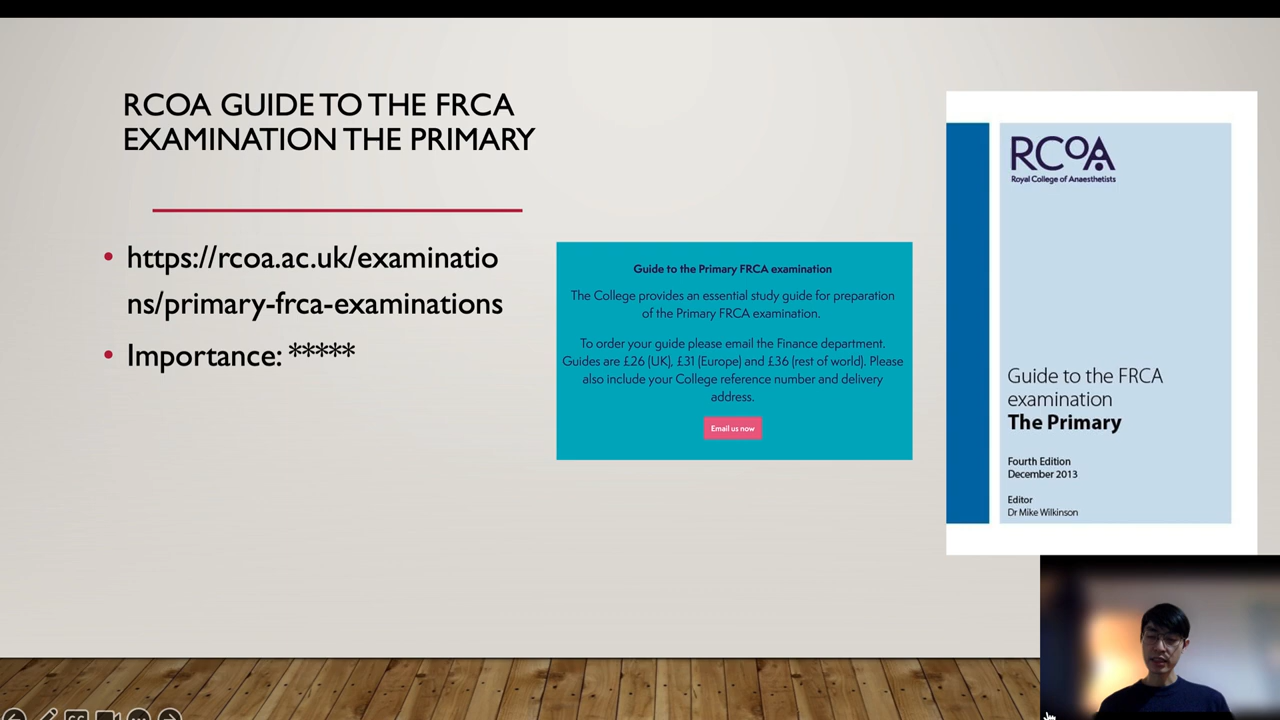 RCOA GUIDE TO THE FRCA
EXAMINATION THE PRIMARY
• https://rcoa.ac.uk/examinatio
ns/primary-frca-examinations
• Importance: *****
Guide to the Primary FRCA examination
The College provides an essential study guide for preparation
of the Primary FRCA examination.
To order your guide please email the Finance department.
Guides are £26 (UK), £31 (Europe) and £36 (rest of world). Please
also include your College reference number and delivery
address.
Email us now
RCOA
Royal College of Anaesthetists
Guide to the FRCA
examination
The Primary
Fourth Edition
December 2013
Editor
Dr Mike Wilkinson